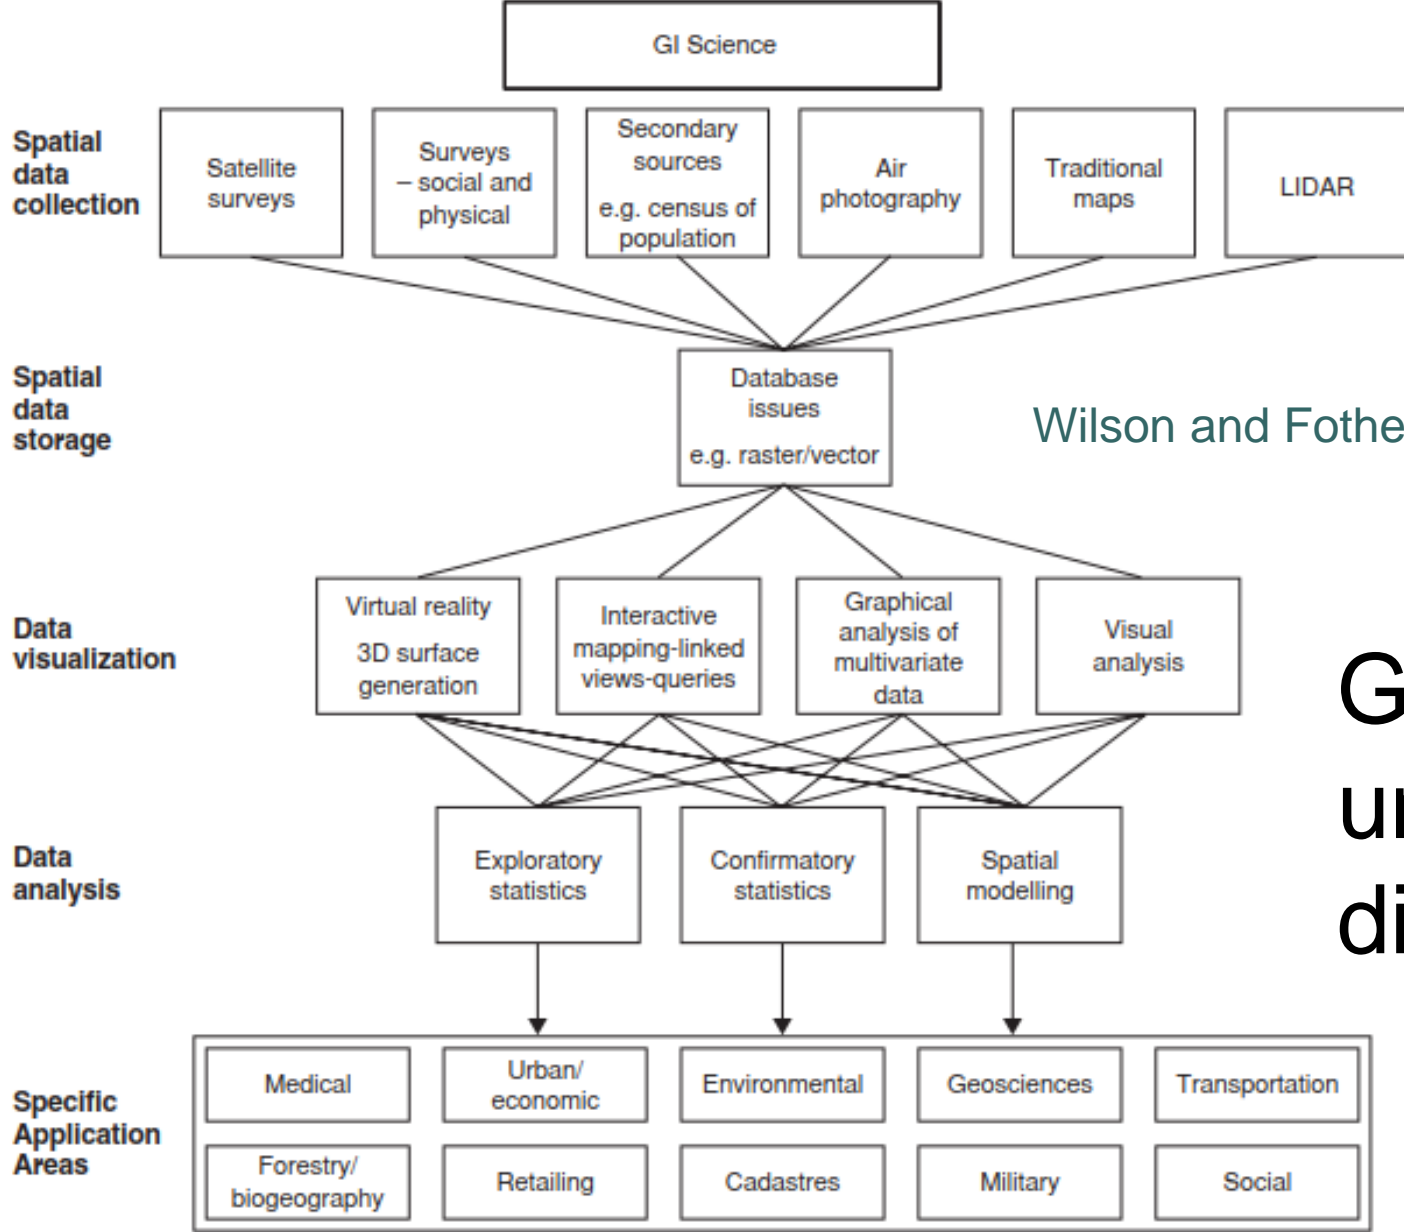 GI Science
Spatial
data
collection
Satellite
surveys
Surveys
– social and
physical
Secondary
sources
e.g. census of
population
Air
photography
Traditional
maps
LIDAR
Spatial
data
storage
Database
issues
e.g. raster/vector
Wilson and Fothe
Data
visualization
Virtual reality
3D surface
generation
Interactive
mapping-linked
views-queries
Graphical
analysis of
multivariate
data
Visual
analysis
G
di
Data
analysis
Exploratory
statistics
Confirmatory
statistics
Spatial
modelling
Specific
Application
Areas
Medical
Urban/
economic
Environmental
Geosciences
Transportation
Forestry/
biogeography
Retailing
Cadastres
Military
Social